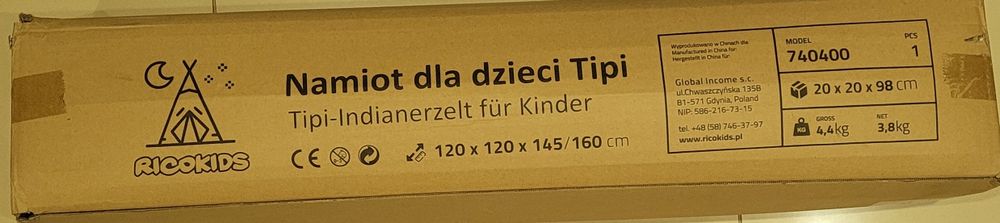 RICOKIDS
Namiot dla dzieci Tipi
Tipi-Indianerzelt für Kinder
CE
120 x 120 x 145/160 cm
Wyprodukowano w Chinach dla:
Manufactured in China for:
Hergestellt in China für:
Global Income s.c.
ul.Chwaszczyńska 135B
81-571 Gdynia, Poland
NIP: 586-216-73-15
tel. +48 (58) 746-37-97
www.ricokids.pl
MODEL
740400
PCS
1
20 x 20 x 98 cm
KG
GROSS
4,4kg
NET
3,8kg